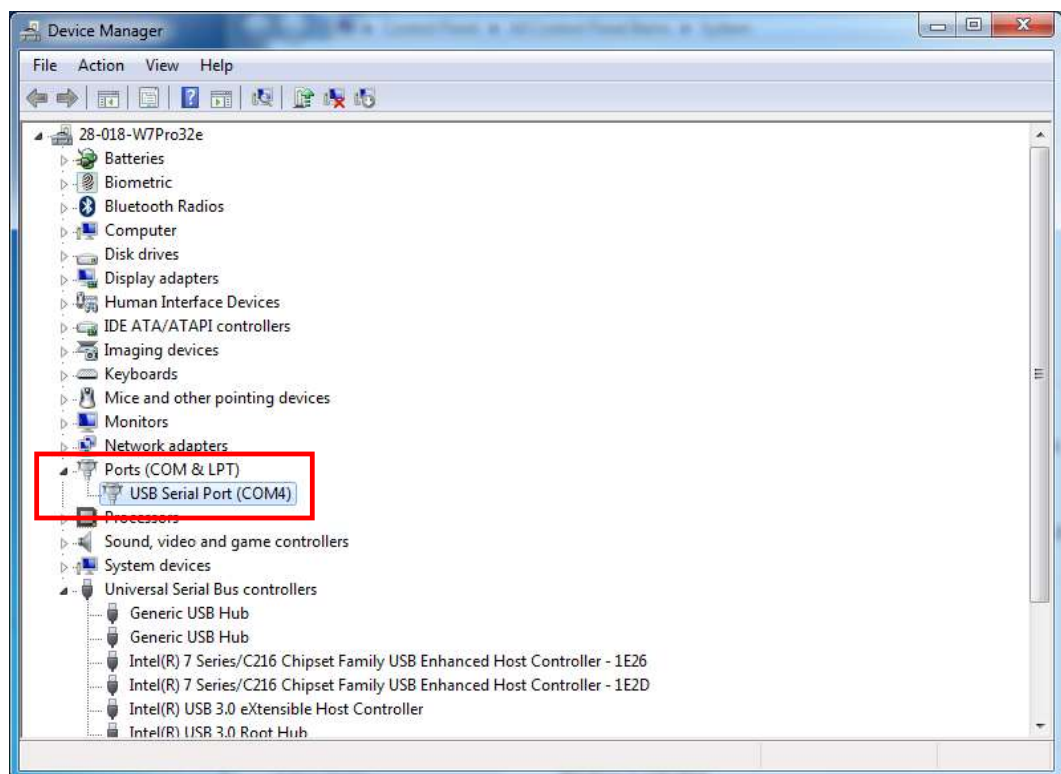 Device Manager
File Action View Help
28-018-W7Pro32e
Batteries
Biometric
Bluetooth Radios
Computer
Disk drives
Display adapters
Human Interface Devices
IDE ATA/ATAPI controllers
Imaging devices
Keyboards
Mice and other pointing devices
Monitors
Network adapters
Ports (COM & LPT)
USB Serial Port (COM4)
Processors
Sound, video and game controllers
System devices
Universal Serial Bus controllers
Generic USB Hub
Generic USB Hub
Intel(R) 7 Series/C216 Chipset Family USB Enhanced Host Controller - 1E26
Intel(R) 7 Series/C216 Chipset Family USB Enhanced Host Controller - 1E2D
Intel(R) USB 3.0 eXtensible Host Controller
Intel(R) USB 3.0 Root Hub